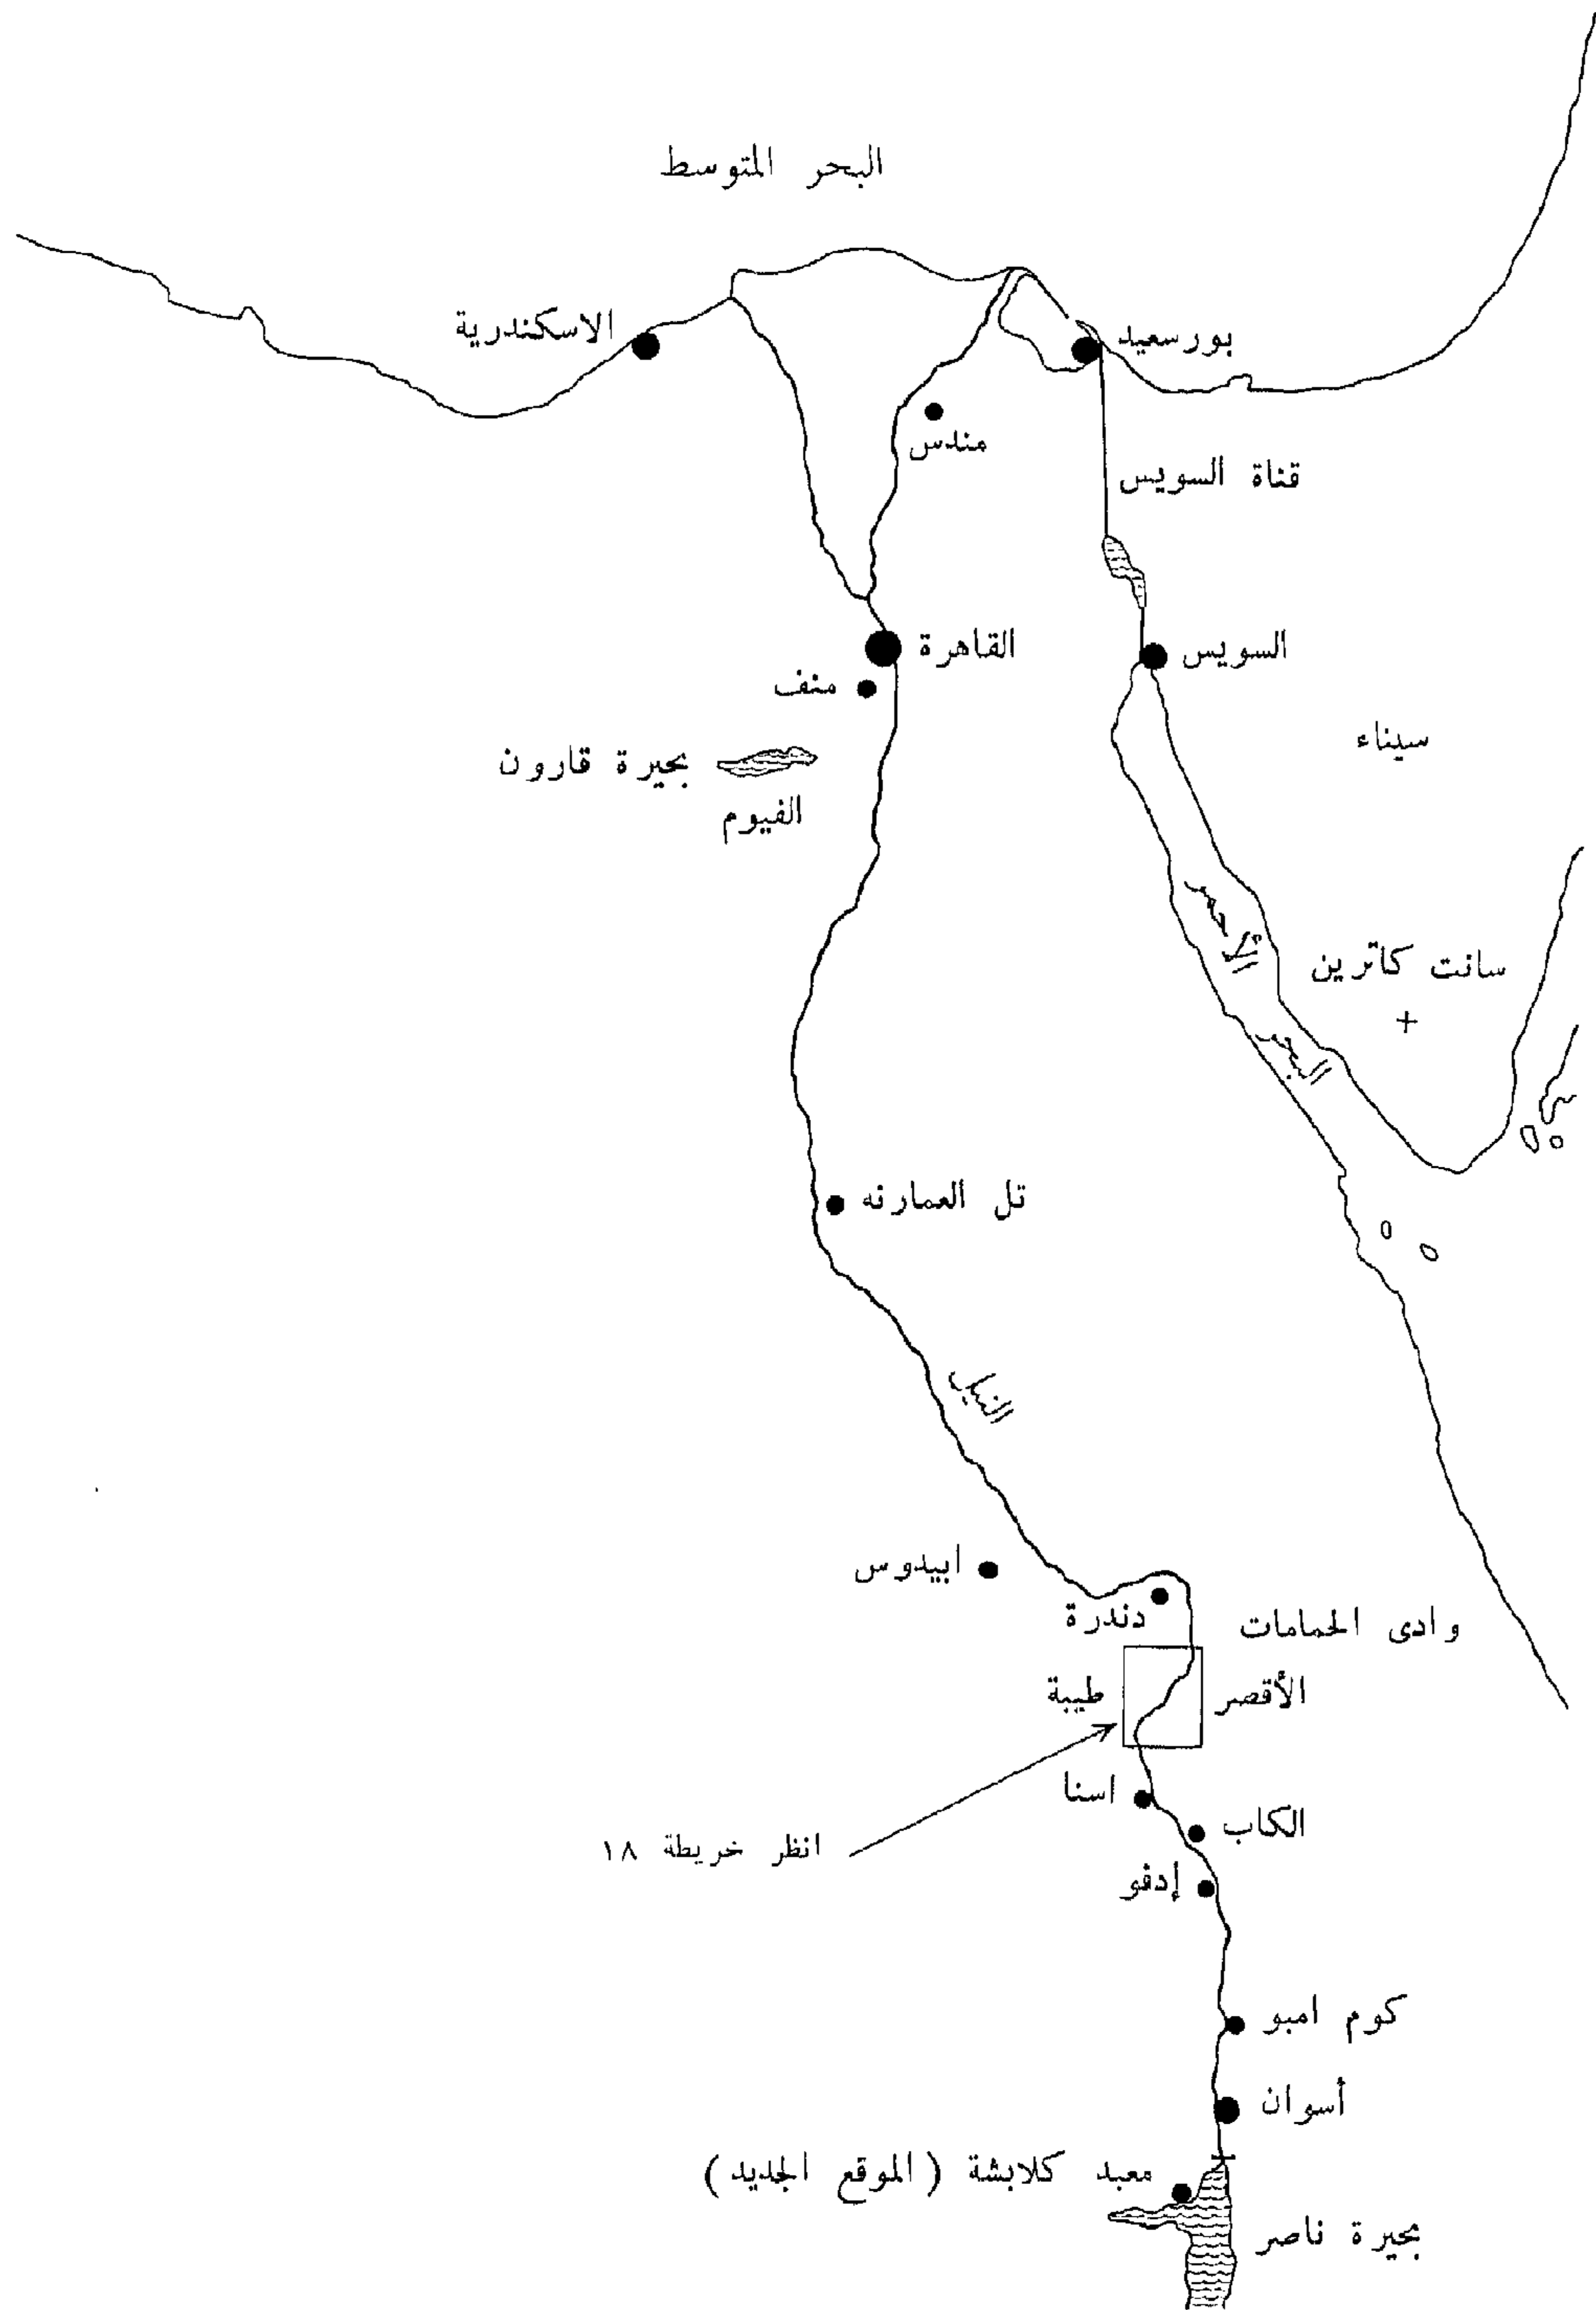 البحر المتوسط
الاسكندرية
بورسعيد
مندس
قناة السويس
القاهرة
السويس
منف
سيناء
بحيرة قارون
الفيوم
سانت كاترين
البحر الأحمر
تل العمارنه
النيل
ابيدوس
دندرة
وادى الحمامات
الأقصر
طيبة
اسنا
الكاب
انظر خريطة ١٨
إدفو
كوم امبو
أسوان
معبد كلابشة (الموقع الجديد)
بحيرة ناصر